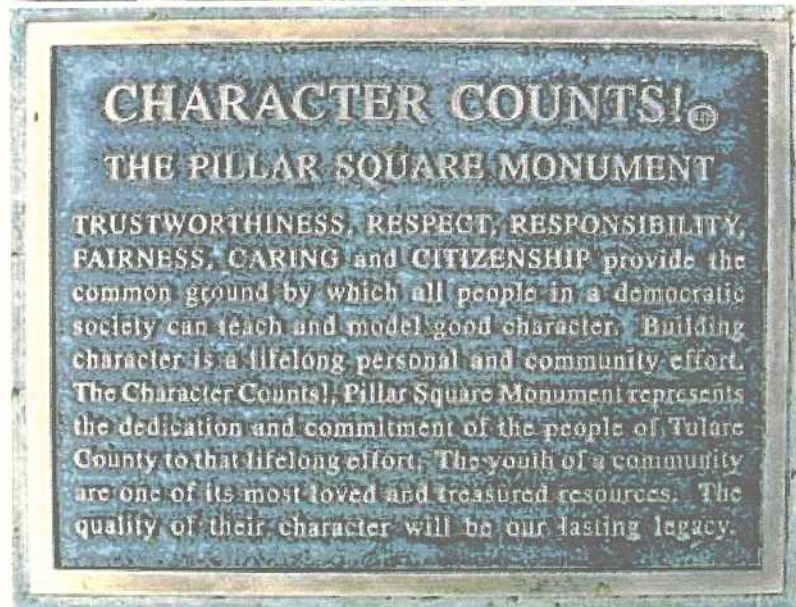 CHARACTER COUNTS!
THE PILLAR SQUARE MONUMENT
TRUSTWORTHINESS, RESPECT, RESPONSIBILITY,
FAIRNESS, CARING and CITIZENSHIP provide the
common ground by which all people in a democratic
society can teach and model good character. Building
character is a lifelong personal and community effort.
The Character Counts!, Pillar Square Monument represents
the dedication and commitment of the people of Tulare
County to that lifelong effort. The youth of a community
are one of its most loved and treasured resources. The
quality of their character will be our lasting legacy.